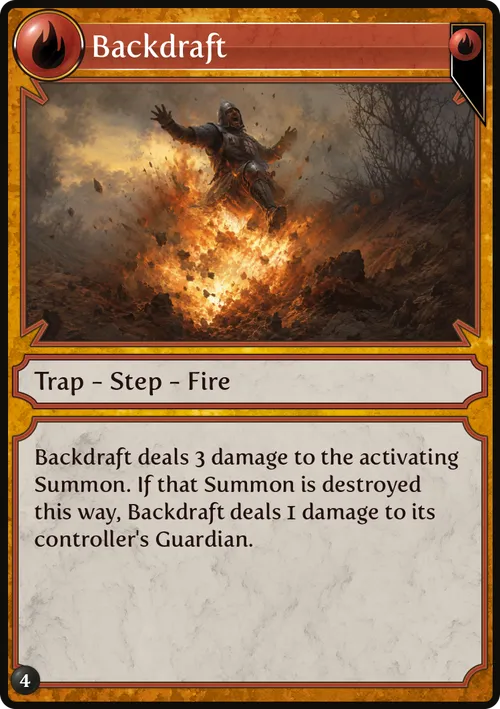 Backdraft
Trap - Step - Fire
Backdraft deals 3 damage to the activating
Summon. If that Summon is destroyed
this way, Backdraft deals 1 damage to its
controller's Guardian.
4